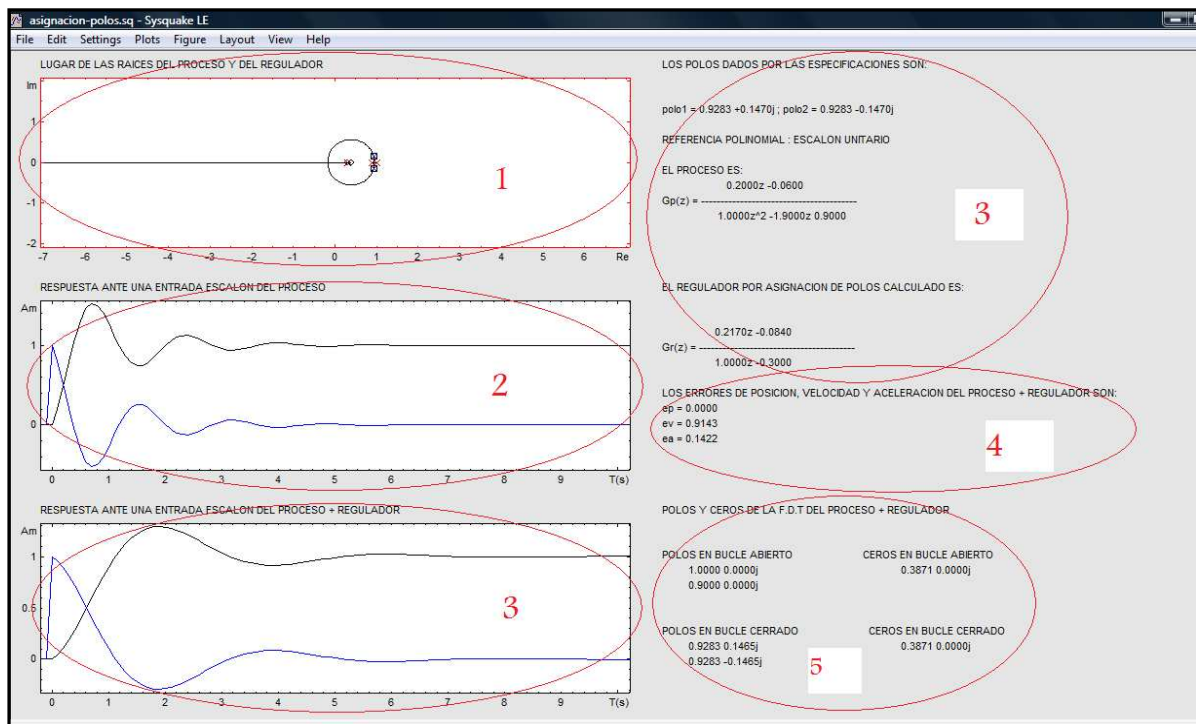 asignacion-polos.sq - Sysquake LE
File Edit Settings Plots Figure Layout View Help
LUGAR DE LAS RAICES DEL PROCESO Y DEL REGULADOR
Im
1
0
-1
-2
-7 -6 -5 -4 -3 -2 -1 0 1 2 3 4 5 6 Re
1
RESPUESTA ANTE UNA ENTRADA ESCALON DEL PROCESO
Am
1
0
0 1 2 3 4 5 6 7 8 9 T(s)
2
RESPUESTA ANTE UNA ENTRADA ESCALON DEL PROCESO + REGULADOR
Am
1
0.5
0
0 1 2 3 4 5 6 7 8 9 T(s)
3
LOS POLOS DADOS POR LAS ESPECIFICACIONES SON:
polo1 = 0.9283 +0.1470j ; polo2 = 0.9283 -0.1470j
REFERENCIA POLINOMIAL : ESCALON UNITARIO
EL PROCESO ES:
0.2000z -0.0600
Gp(z) = --------------------------------------------
1.0000z^2 -1.9000z 0.9000
3
EL REGULADOR POR ASIGNACION DE POLOS CALCULADO ES:
0.2170z -0.0840
Gr(z) = --------------------------------------------
1.0000z -0.3000
LOS ERRORES DE POSICION, VELOCIDAD Y ACELERACION DEL PROCESO + REGULADOR SON:
ep = 0.0000
ev = 0.9143
ea = 0.1422
4
POLOS Y CEROS DE LA F.D.T DEL PROCESO + REGULADOR
POLOS EN BUCLE ABIERTO CEROS EN BUCLE ABIERTO
1.0000 0.0000j 0.3871 0.0000j
0.9000 0.0000j
POLOS EN BUCLE CERRADO CEROS EN BUCLE CERRADO
0.9283 0.1465j 0.3871 0.0000j
0.9283 -0.1465j
5